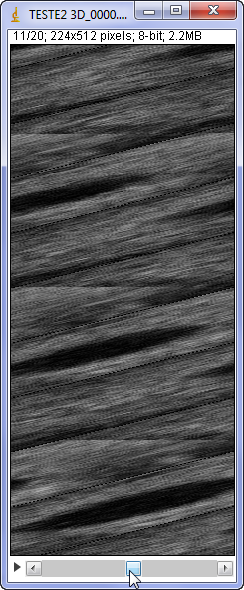 TESTE2 3D_0000....
11/20; 224x512 pixels; 8-bit; 2.2MB